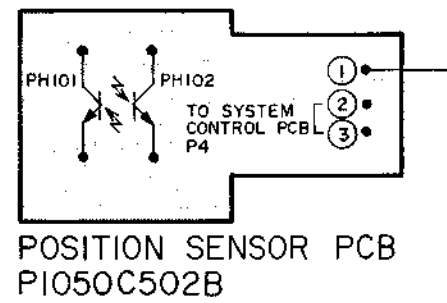 PH101
PH102
1
TO SYSTEM
CONTROL PCB
P4
2
3
POSITION SENSOR PCB
P1050C502B